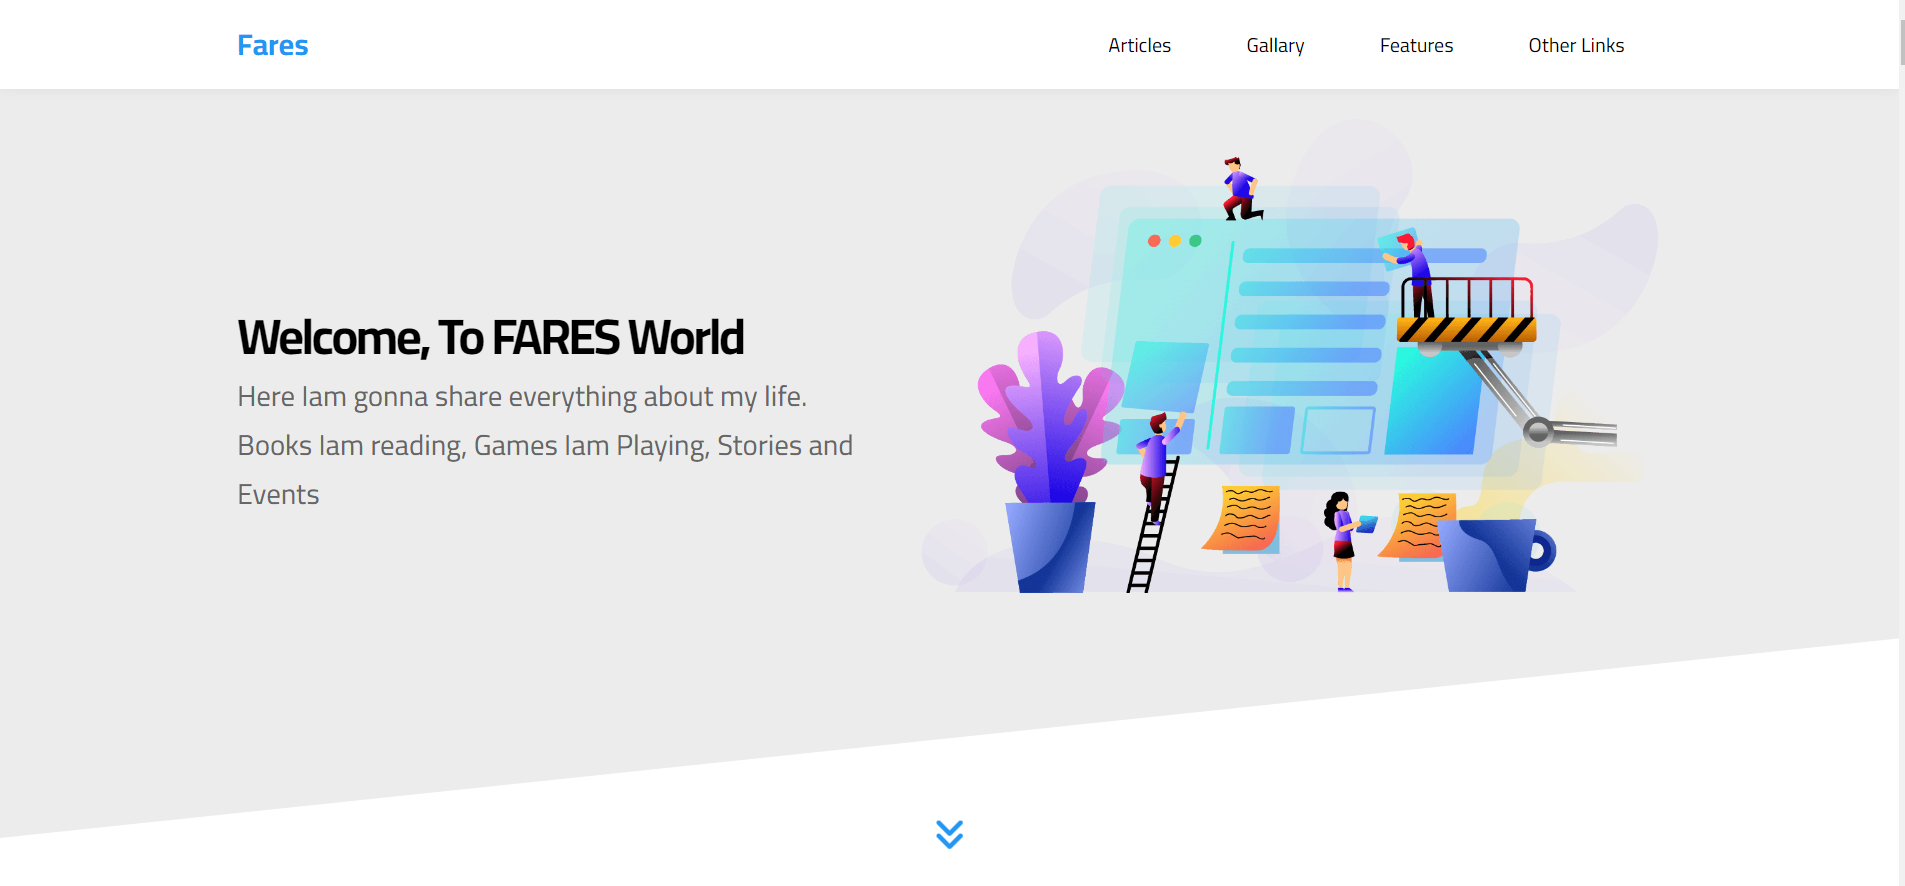 Fares
Articles
Gallary
Features
Other Links
Welcome, To FARES World
Here Iam gonna share everything about my life.
Books Iam reading, Games Iam Playing, Stories and
Events